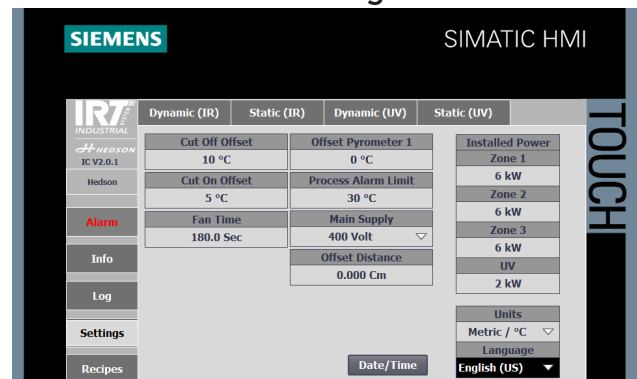 SIEMENS
SIMATIC HMI
TOUCH
IRT SYSTEM
INDUSTRIAL
HEDSON
IC V2.0.1
Hedson
Alarm
Info
Log
Settings
Recipes
Dynamic (IR)
Static (IR)
Dynamic (UV)
Static (UV)
Cut Off Offset
10 °C
Cut On Offset
5 °C
Fan Time
180.0 Sec
Offset Pyrometer 1
0 °C
Process Alarm Limit
30 °C
Main Supply
400 Volt
Offset Distance
0.000 Cm
Date/Time
Installed Power
Zone 1
6 kW
Zone 2
6 kW
Zone 3
6 kW
UV
2 kW
Units
Metric / °C
Language
English (US)